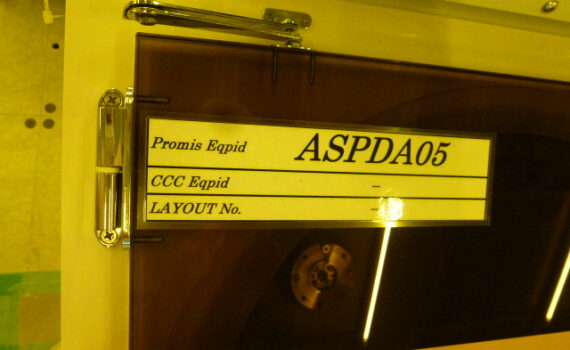 Promis Eqpid ASPDA05
CCC Eqpid –
LAYOUT No. –